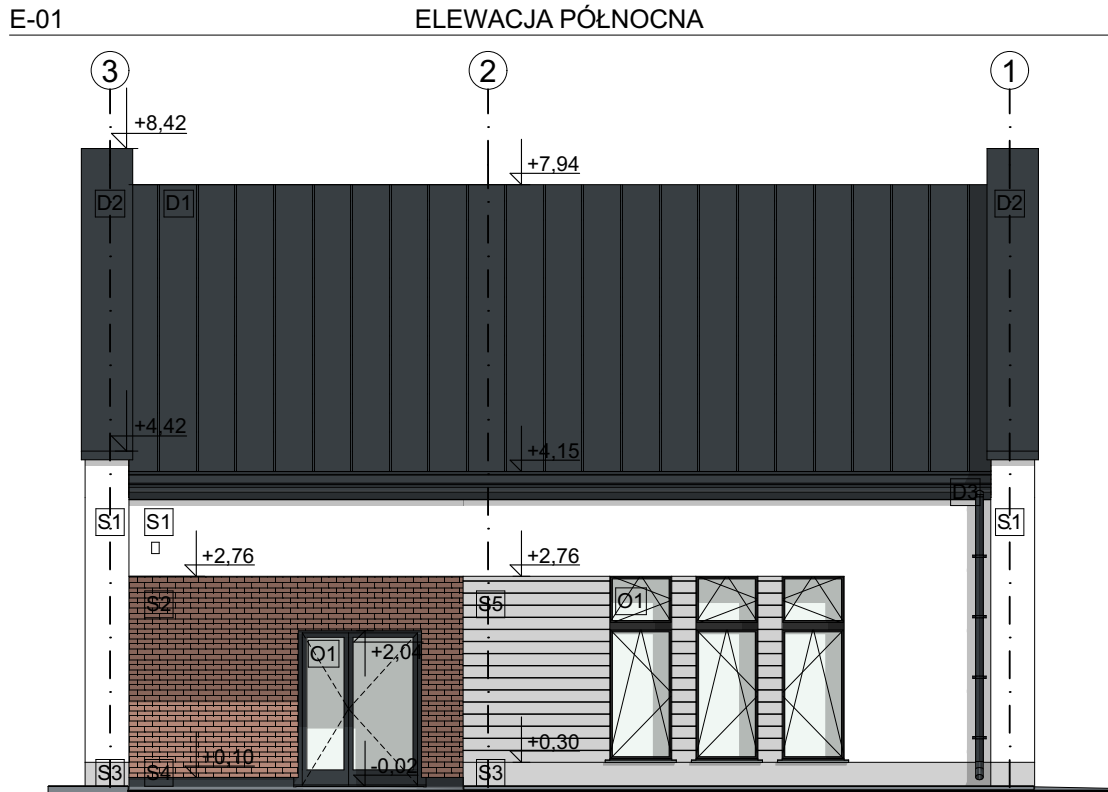 E-01 ELEWACJA PÓŁNOCNA
3 2 1
+8,42
+7,94
D2 D1 D2
+4,42
+4,15
D3
S1 S1 S1
+2,76 +2,76
S2 S5 O1
O1 +2,04
+0,30
+0,10
-0,02
S3 S4 S3